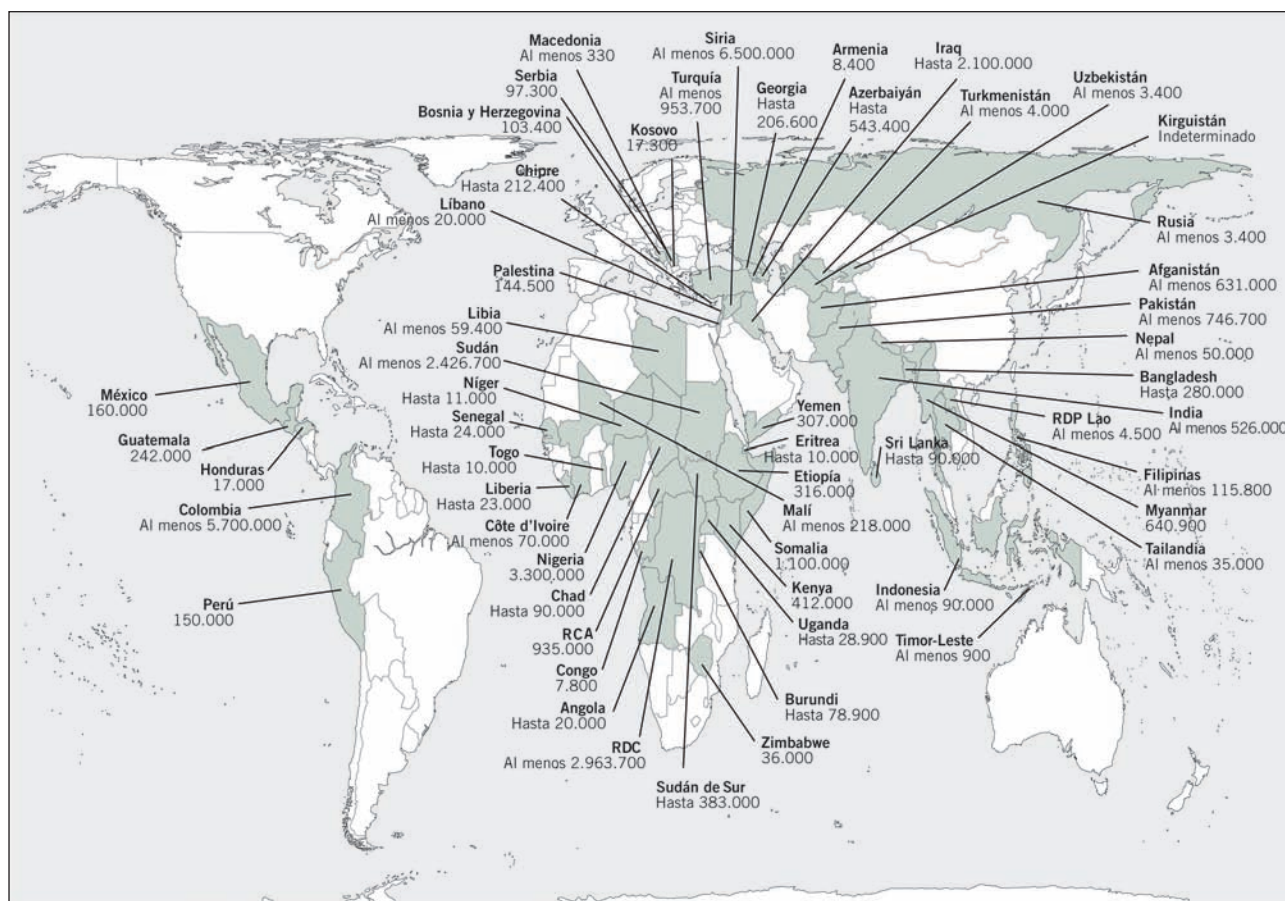 Macedonia
Al menos 330
Serbia
97.300
Bosnia y Herzegovina
103.400
Kosovo
17.300
Chipre
Hasta 212.400
Líbano
Al menos 20.000
Palestina
144.500
Libia
Al menos 59.400
Sudán
Al menos 2.426.700
Níger
Hasta 11.000
Senegal
Hasta 24.000
Togo
Hasta 10.000
Liberia
Hasta 23.000
Côte d'Ivoire
Al menos 70.000
Nigeria
3.300.000
Chad
Hasta 90.000
RCA
935.000
Congo
7.800
Angola
Hasta 20.000
RDC
Al menos 2.963.700
Sudán de Sur
Hasta 383.000
México
160.000
Guatemala
242.000
Honduras
17.000
Colombia
Al menos 5.700.000
Perú
150.000
Siria
Al menos 6.500.000
Turquía
Al menos
953.700
Georgia
Hasta
206.600
Armenia
8.400
Azerbaiyán
Hasta
543.400
Iraq
Hasta 2.100.000
Turkmenistán
Al menos 4.000
Uzbekistán
Al menos 3.400
Kirguistán
Indeterminado
Rusia
Al menos 3.400
Afganistán
Al menos 631.000
Pakistán
Al menos 746.700
Nepal
Al menos 50.000
Bangladesh
Hasta 280.000
India
Al menos 526.000
RDP Lao
Al menos 4.500
Filipinas
Al menos 115.800
Myanmar
640.900
Tailandia
Al menos 35.000
Sri Lanka
Hasta 90.000
Indonesia
Al menos 90.000
Timor-Leste
Al menos 900
Yemen
307.000
Eritrea
Hasta 10.000
Etiopía
316.000
Malí
Al menos 218.000
Somalia
1.100.000
Kenya
412.000
Uganda
Hasta 28.900
Burundi
Hasta 78.900
Zimbabwe
36.000